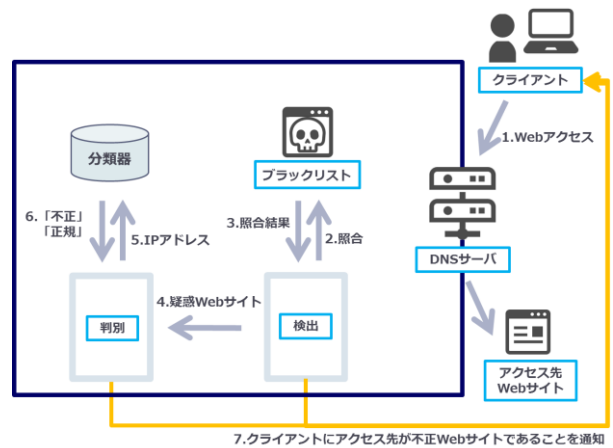 クライアント
1.Webアクセス
分類器
ブラックリスト
6.「不正」
「正規」
5.IPアドレス
3.照合結果
2.照合
DNSサーバ
4.疑惑Webサイト
判別
検出
アクセス先
Webサイト
7.クライアントにアクセス先が不正Webサイトであることを通知